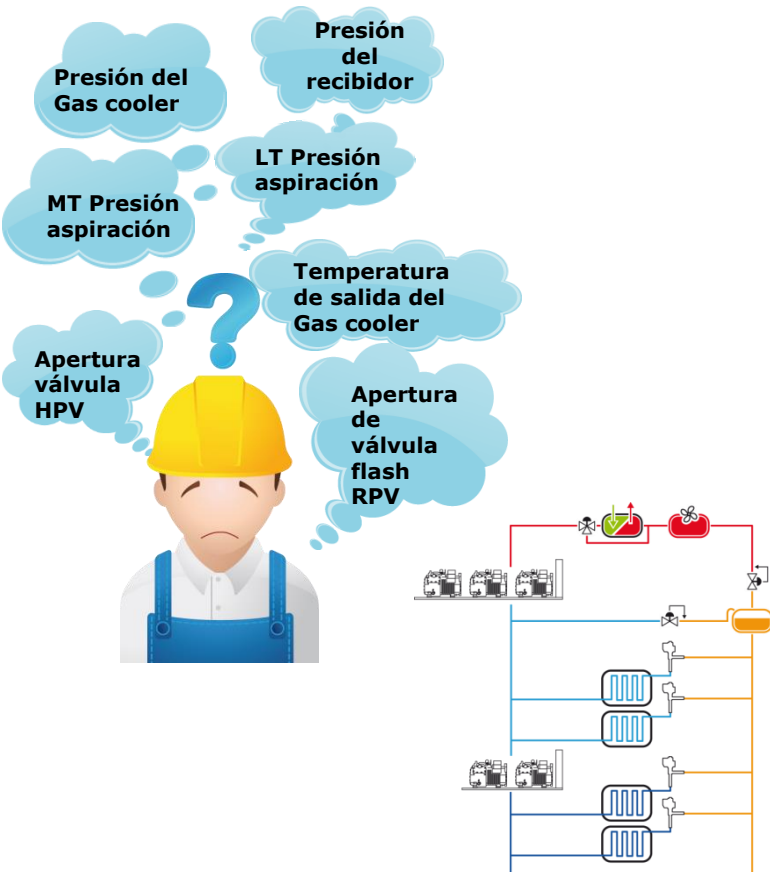 Presión del
Gas cooler
Presión
del
recibidor
LT Presión
aspiración
MT Presión
aspiración
Temperatura
de salida del
Gas cooler
Apertura
válvula
HPV
Apertura
de
válvula
flash
RPV